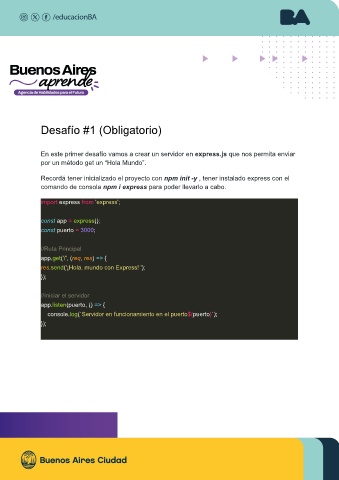 /educacionBA
BA
Buenos Aires
aprende
Agencia de Habilidades para el Futuro
Desafío #1 (Obligatorio)
En este primer desafío vamos a crear un servidor en express.js que nos permita enviar
por un método get un “Hola Mundo”.
Recordá tener inicializado el proyecto con npm init -y , tener instalado express con el
comando de consola npm i express para poder llevarlo a cabo.
import express from 'express';
const app = express();
const puerto = 3000;
//Ruta Principal
app.get('/', (req, res) => {
res.send('¡Hola, mundo con Express! ');
});
//Iniciar el servidor
app.listen(puerto, () => {
console.log(`Servidor en funcionamiento en el puerto${puerto}`);
});
Buenos Aires Ciudad